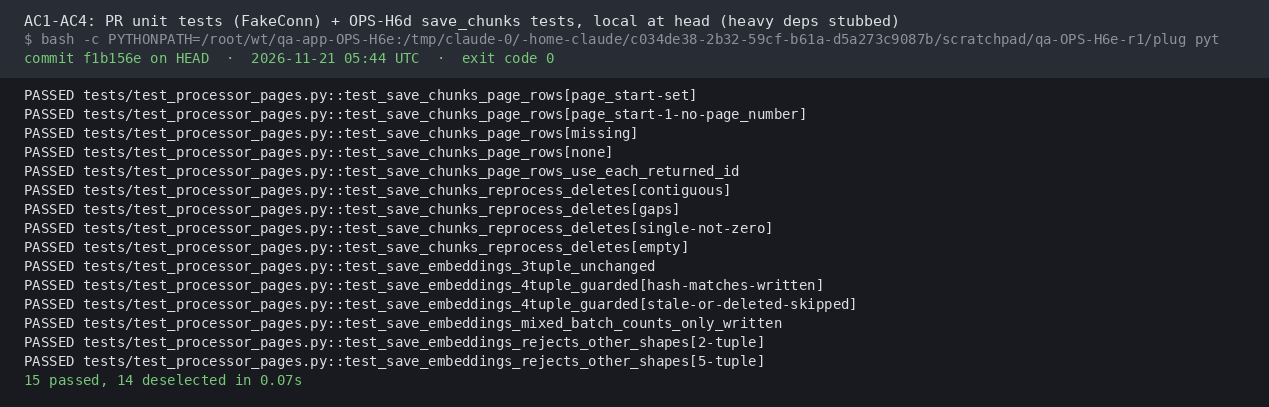 AC1-AC4: PR unit tests (FakeConn) + OPS-H6d save_chunks tests, local at head (heavy deps stubbed)
$ bash -c PYTHONPATH=/root/wt/qa-app-OPS-H6e:/tmp/claude-0/-home-claude/c034de38-2b32-59cf-b61a-d5a273c9087b/scratchpad/qa-OPS-H6e-r1/plug pyt
commit f1b156e on HEAD · 2026-11-21 05:44 UTC · exit code 0
PASSED tests/test_processor_pages.py::test_save_chunks_page_rows[page_start-set]
PASSED tests/test_processor_pages.py::test_save_chunks_page_rows[page_start-1-no-page_number]
PASSED tests/test_processor_pages.py::test_save_chunks_page_rows[missing]
PASSED tests/test_processor_pages.py::test_save_chunks_page_rows[none]
PASSED tests/test_processor_pages.py::test_save_chunks_page_rows_use_each_returned_id
PASSED tests/test_processor_pages.py::test_save_chunks_reprocess_deletes[contiguous]
PASSED tests/test_processor_pages.py::test_save_chunks_reprocess_deletes[gaps]
PASSED tests/test_processor_pages.py::test_save_chunks_reprocess_deletes[single-not-zero]
PASSED tests/test_processor_pages.py::test_save_chunks_reprocess_deletes[empty]
PASSED tests/test_processor_pages.py::test_save_embeddings_3tuple_unchanged
PASSED tests/test_processor_pages.py::test_save_embeddings_4tuple_guarded[hash-matches-written]
PASSED tests/test_processor_pages.py::test_save_embeddings_4tuple_guarded[stale-or-deleted-skipped]
PASSED tests/test_processor_pages.py::test_save_embeddings_mixed_batch_counts_only_written
PASSED tests/test_processor_pages.py::test_save_embeddings_rejects_other_shapes[2-tuple]
PASSED tests/test_processor_pages.py::test_save_embeddings_rejects_other_shapes[5-tuple]
15 passed, 14 deselected in 0.07s